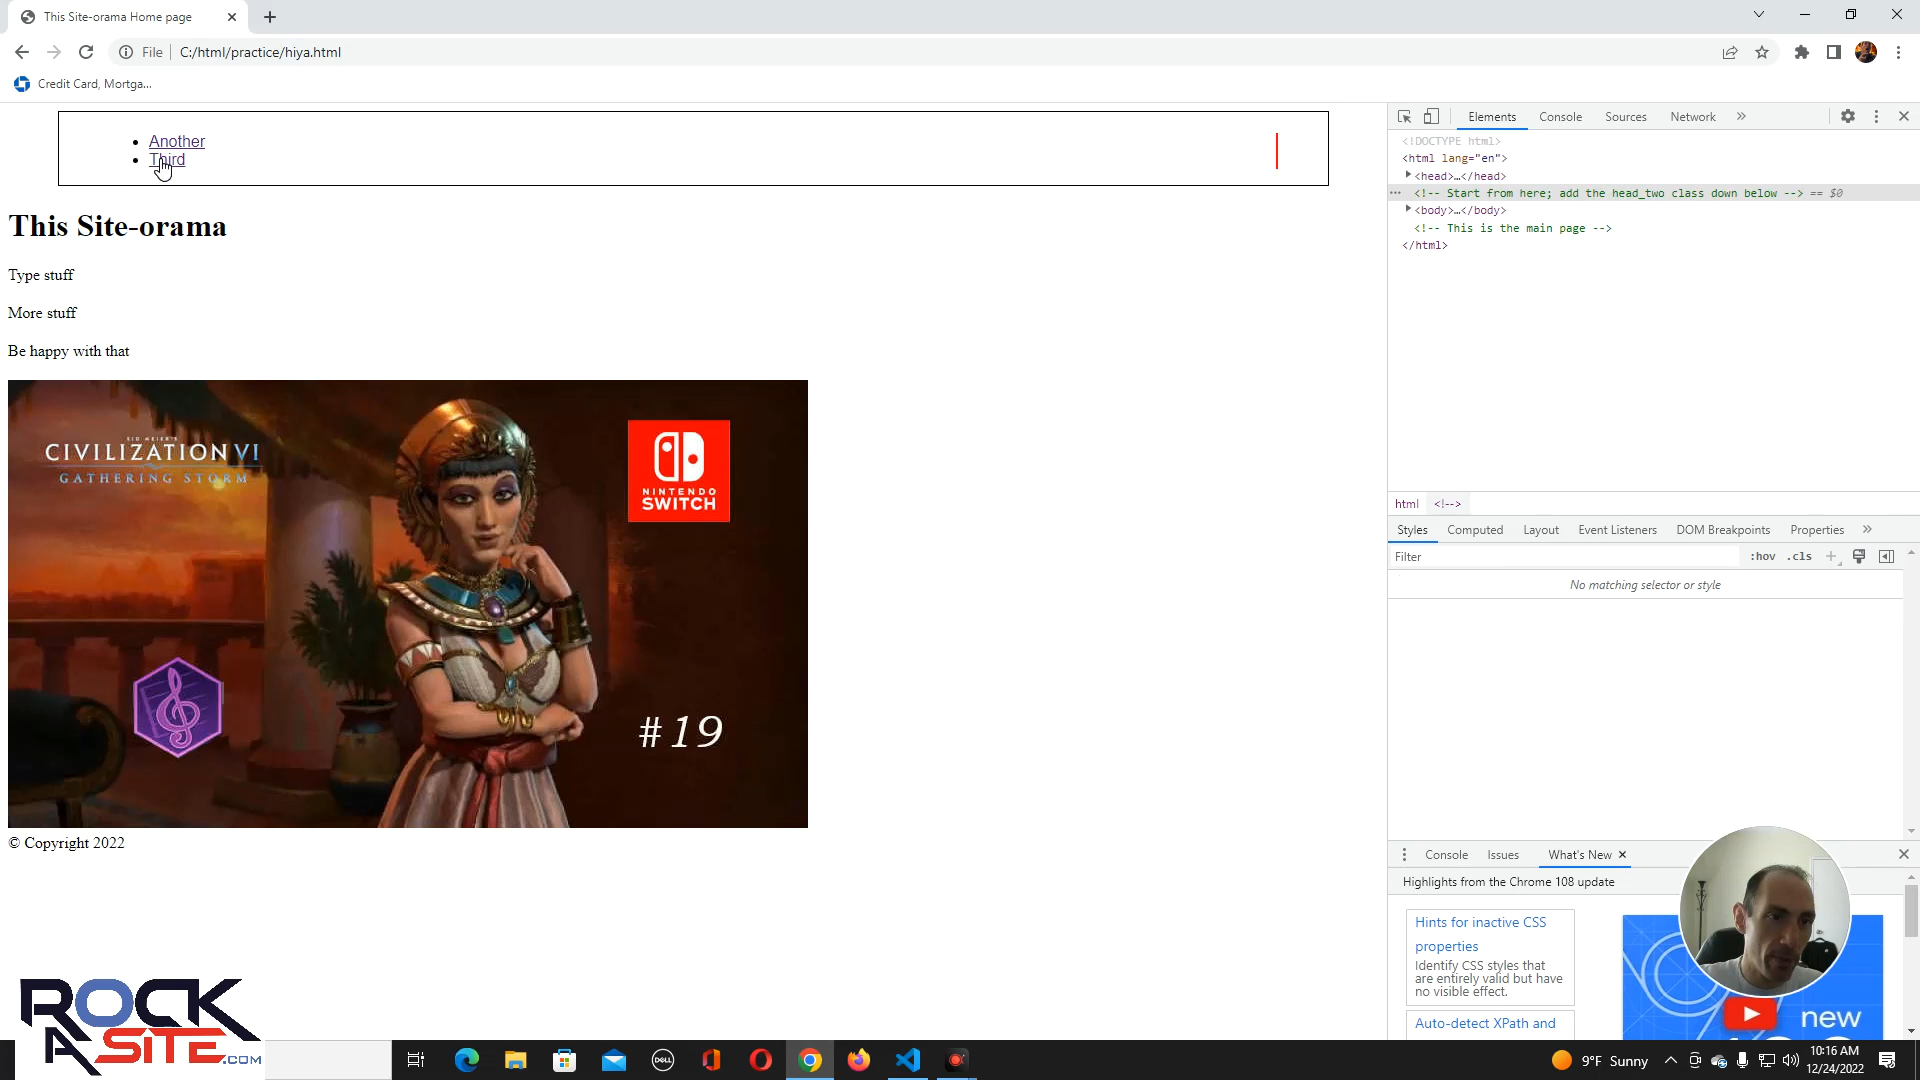 This Site-orama Home page
File
C:/html/practice/hiya.html
Credit Card, Mortga...
Another
Third
This Site-orama
Type stuff
More stuff
Be happy with that
SID MEIER'S
CIVILIZATION VI
GATHERING STORM
NINTENDO
SWITCH
#19
© Copyright 2022
Elements
Console
Sources
Network
<!DOCTYPE html>
<html lang="en">
<head>…</head>
<!-- Start from here; add the head_two class down below --> == $0
<body>…</body>
<!-- This is the main page -->
</html>
html
<!-->
Styles
Computed
Layout
Event Listeners
DOM Breakpoints
Properties
Filter
:hov
.cls
No matching selector or style
Console
Issues
What's New
Highlights from the Chrome 108 update
Hints for inactive CSS
properties
Identify CSS styles that
are entirely valid but have
no visible effect.
Auto-detect XPath and
new
ROCK
A SITE.COM
DELL
9°F Sunny
10:16 AM
12/24/2022